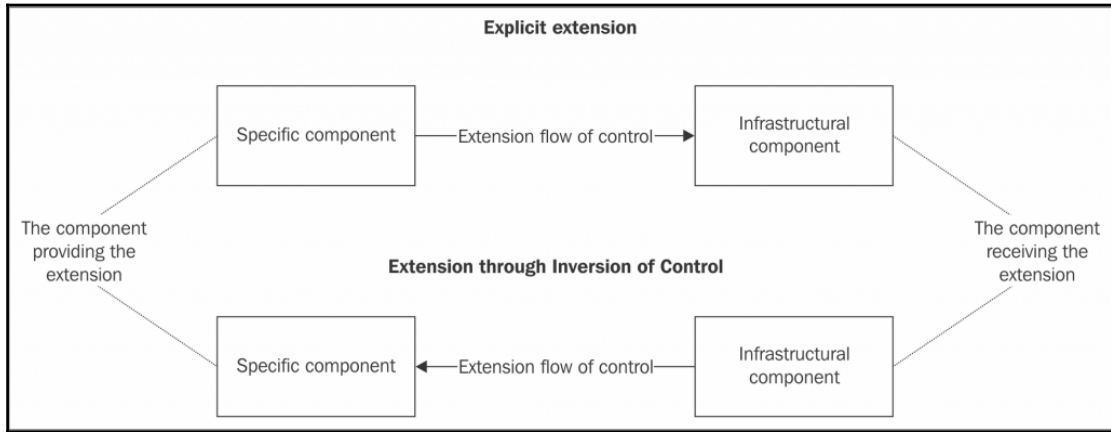 Explicit extension
Specific component
Extension flow of control
Infrastructural
component
The component
providing the
extension
The component
receiving the
extension
Extension through Inversion of Control
Specific component
Extension flow of control
Infrastructural
component